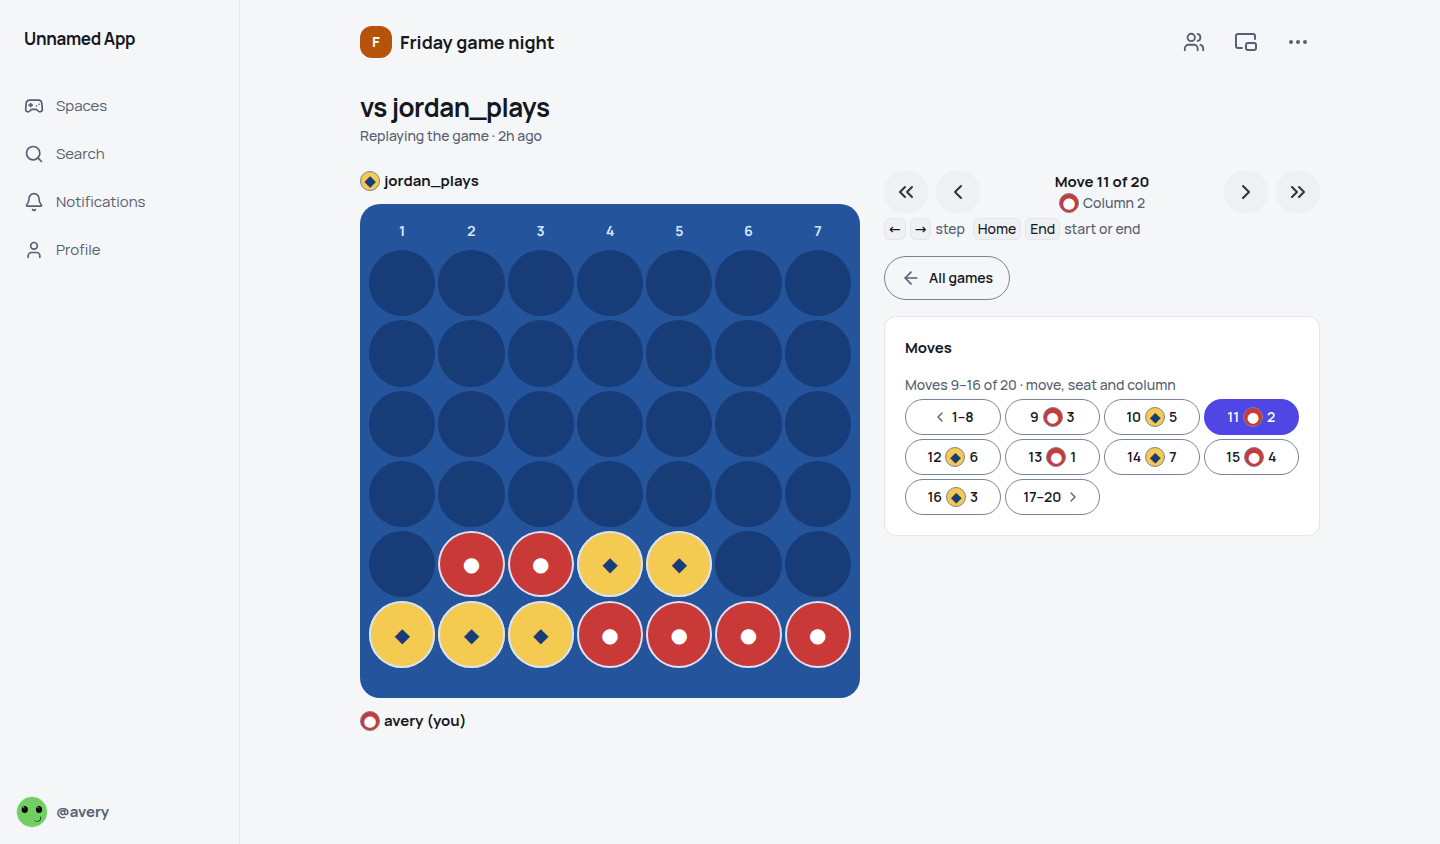 Unnamed App
Spaces
Search
Notifications
Profile
@avery
F Friday game night
vs jordan_plays
Replaying the game · 2h ago
jordan_plays
1 2 3 4 5 6 7
avery (you)
Move 11 of 20
Column 2
← → step Home End start or end
All games
Moves
Moves 9–16 of 20 · move, seat and column
1–8 9 3 10 5 11 2
12 6 13 1 14 7 15 4
16 3 17–20